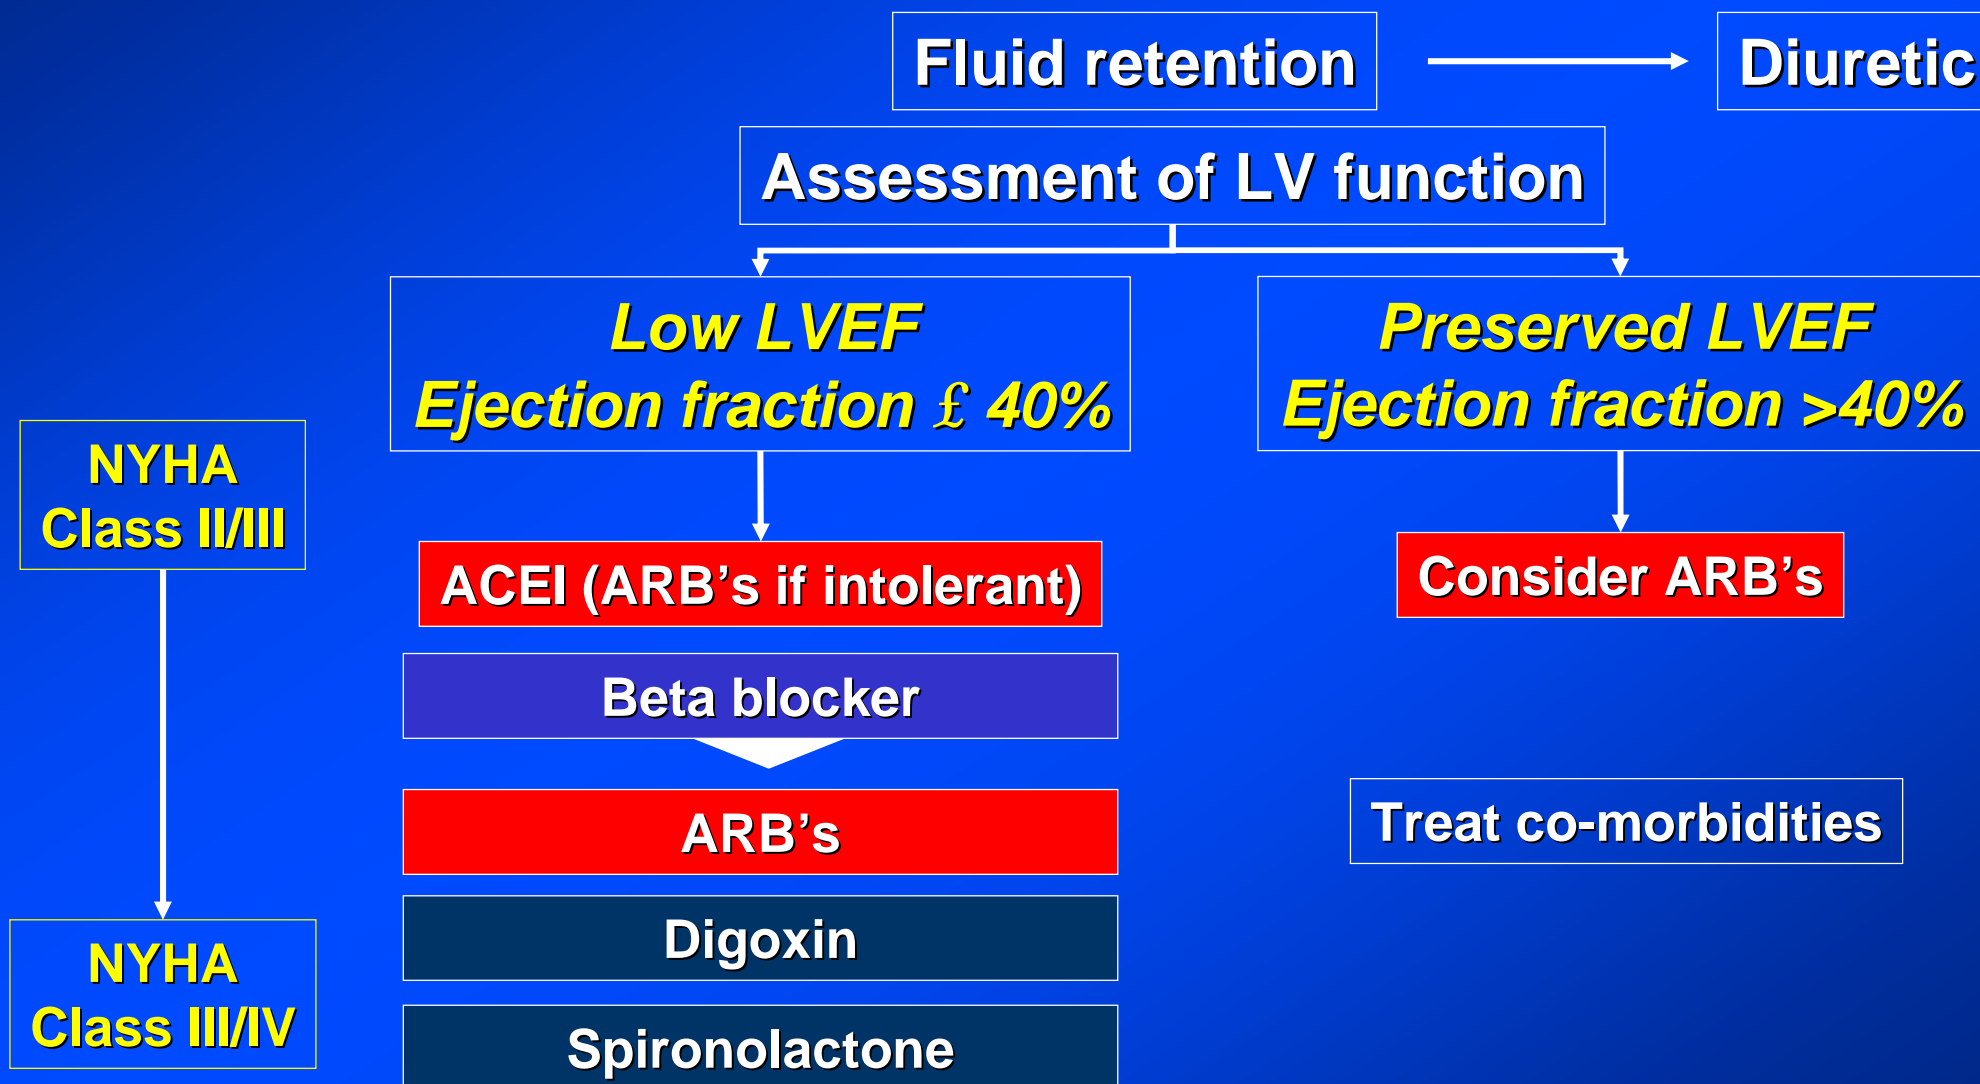 Fluid retention
Diuretic
Assessment of LV function
Low LVEF
Ejection fraction £ 40%
Preserved LVEF
Ejection fraction >40%
NYHA
Class II/III
ACEI (ARB’s if intolerant)
Consider ARB’s
Beta blocker
ARB’s
Treat co-morbidities
Digoxin
NYHA
Class III/IV
Spironolactone